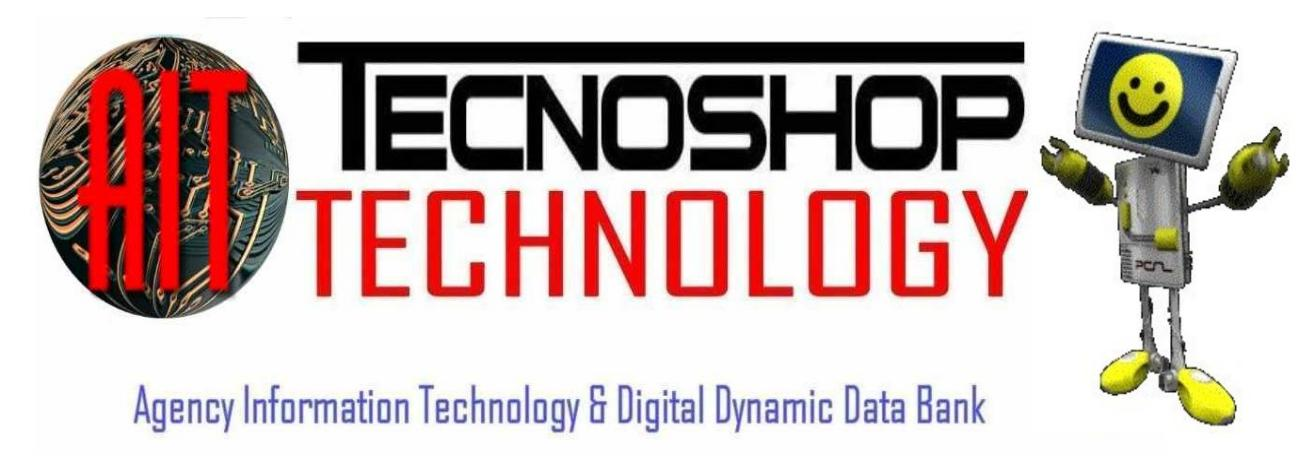 AIT
TECNOSHOP
TECHNOLOGY
Agency Information Technology & Digital Dynamic Data Bank